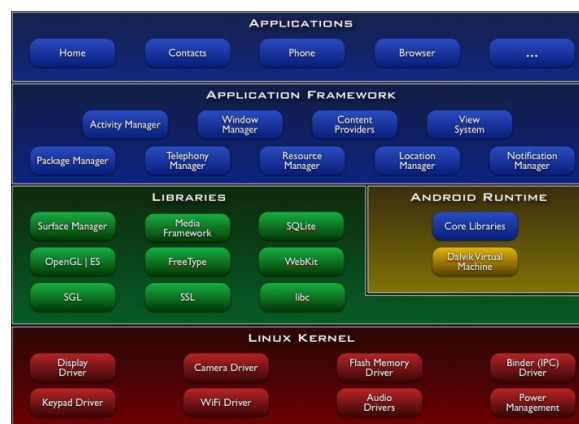 APPLICATIONS
Home
Contacts
Phone
Browser
...
APPLICATION FRAMEWORK
Activity Manager
Window
Manager
Content
Providers
View
System
Package Manager
Telephony
Manager
Resource
Manager
Location
Manager
Notification
Manager
LIBRARIES
Surface Manager
Media
Framework
SQLite
OpenGL | ES
FreeType
WebKit
SGL
SSL
libc
ANDROID RUNTIME
Core Libraries
Dalvik Virtual
Machine
LINUX KERNEL
Display
Driver
Camera Driver
Flash Memory
Driver
Binder (IPC)
Driver
Keypad Driver
WiFi Driver
Audio
Drivers
Power
Management